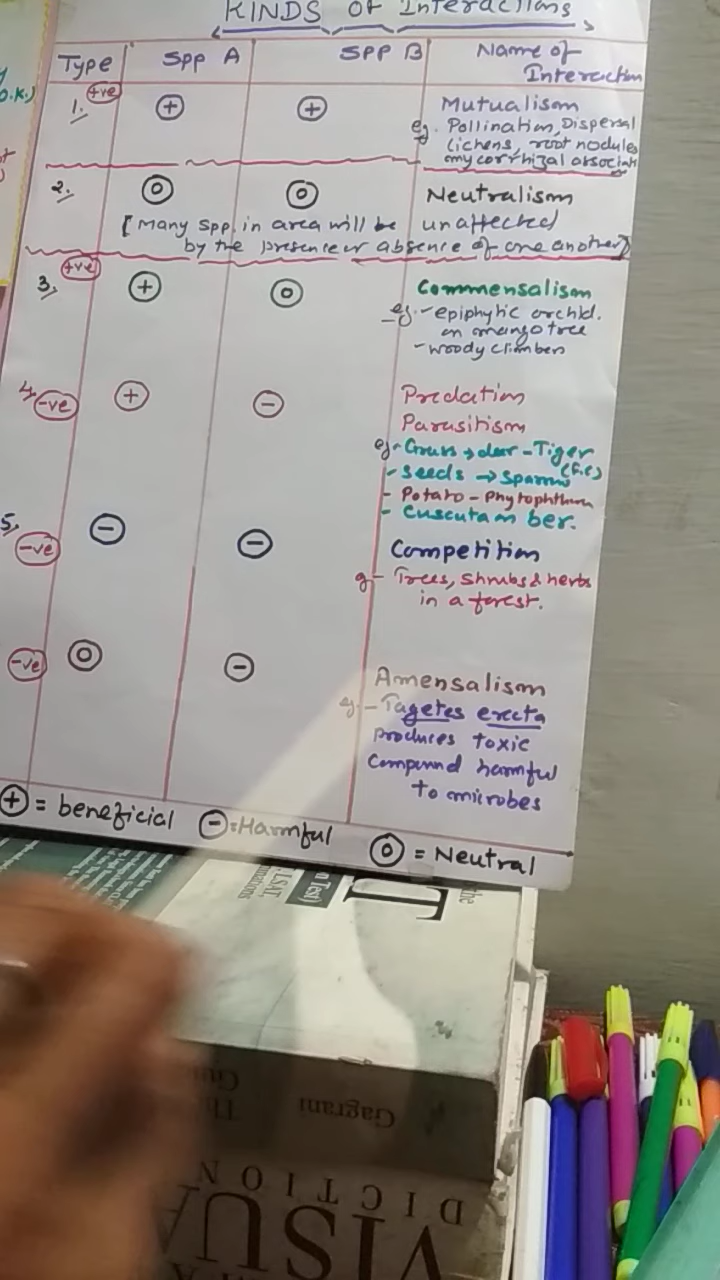 KINDS OF Interactions
Type Spp A SPP B Name of Interaction
1. +ve + + Mutualism
eg. Pollination, Dispersal
Lichens, root nodules
mycorrhizal associan
2. 0 0 Neutralism
[Many spp. in area will be unaffected
by the presence or absence of one another]
3. +ve + 0 Commensalism
eg.- epiphytic orchid.
on mango tree
- woody climbers
4. -ve + - Predation
Parasitism
eg- Grass → deer - Tiger
(F.C)
- Seeds → Sparrow
- Potato - Phytophthora
- Cuscuta on ber.
5. -ve - - Competition
g - Trees, shrubs & herbs
in a forest.
-ve 0 - Amensalism
eg. - Tagetes erecta
Produces toxic
Compound harmful
to microbes
+ = beneficial - = Harmful 0 = Neutral
O.K.)
the
T
LSAT,
Gagrani
VISUA
DICTION